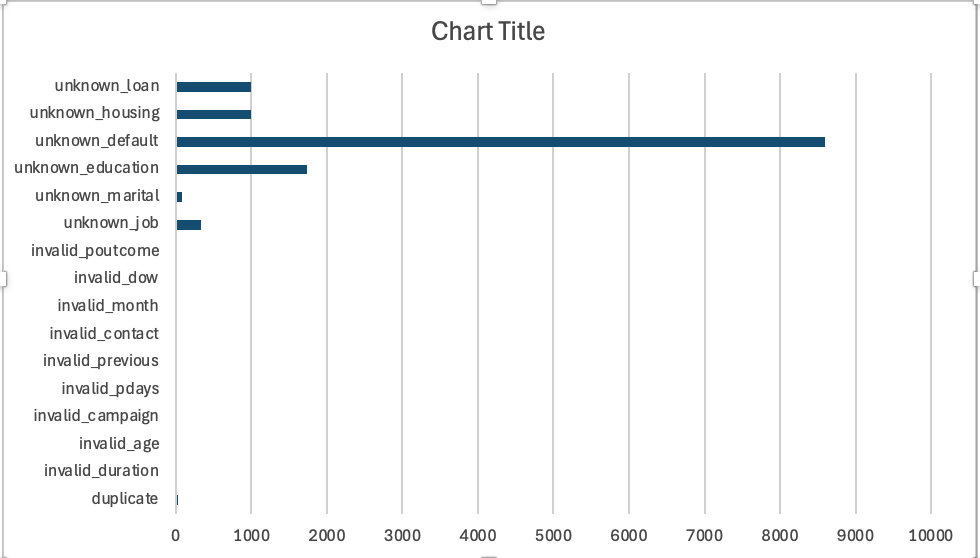 Chart Title
unknown_loan
unknown_housing
unknown_default
unknown_education
unknown_marital
unknown_job
invalid_poutcome
invalid_dow
invalid_month
invalid_contact
invalid_previous
invalid_pdays
invalid_campaign
invalid_age
invalid_duration
duplicate
0 1000 2000 3000 4000 5000 6000 7000 8000 9000 10000